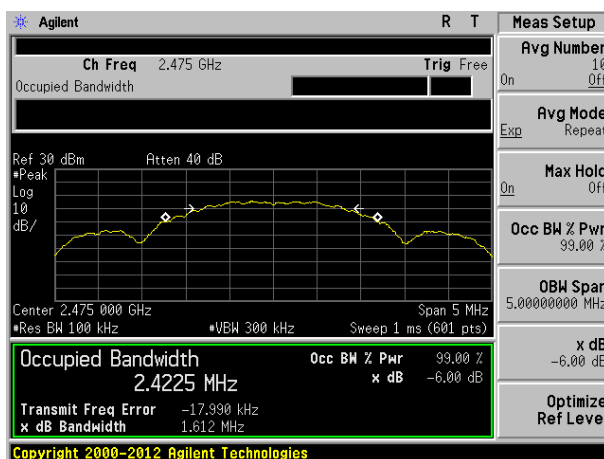 Agilent R T Meas Setup
Avg Number
10
On Off
Ch Freq 2.475 GHz Trig Free
Occupied Bandwidth
Avg Mode
Exp Repeat
Ref 30 dBm Atten 40 dB
#Peak
Log
10
dB/
Max Hold
On Off
Occ BW % Pwr
99.00 %
OBW Span
5.00000000 MHz
Center 2.475 000 GHz Span 5 MHz
#Res BW 100 kHz #VBW 300 kHz Sweep 1 ms (601 pts)
x dB
-6.00 dB
Optimize
Ref Level
Occupied Bandwidth Occ BW % Pwr 99.00 %
2.4225 MHz x dB -6.00 dB
Transmit Freq Error -17.990 kHz
x dB Bandwidth 1.612 MHz
Copyright 2000-2012 Agilent Technologies